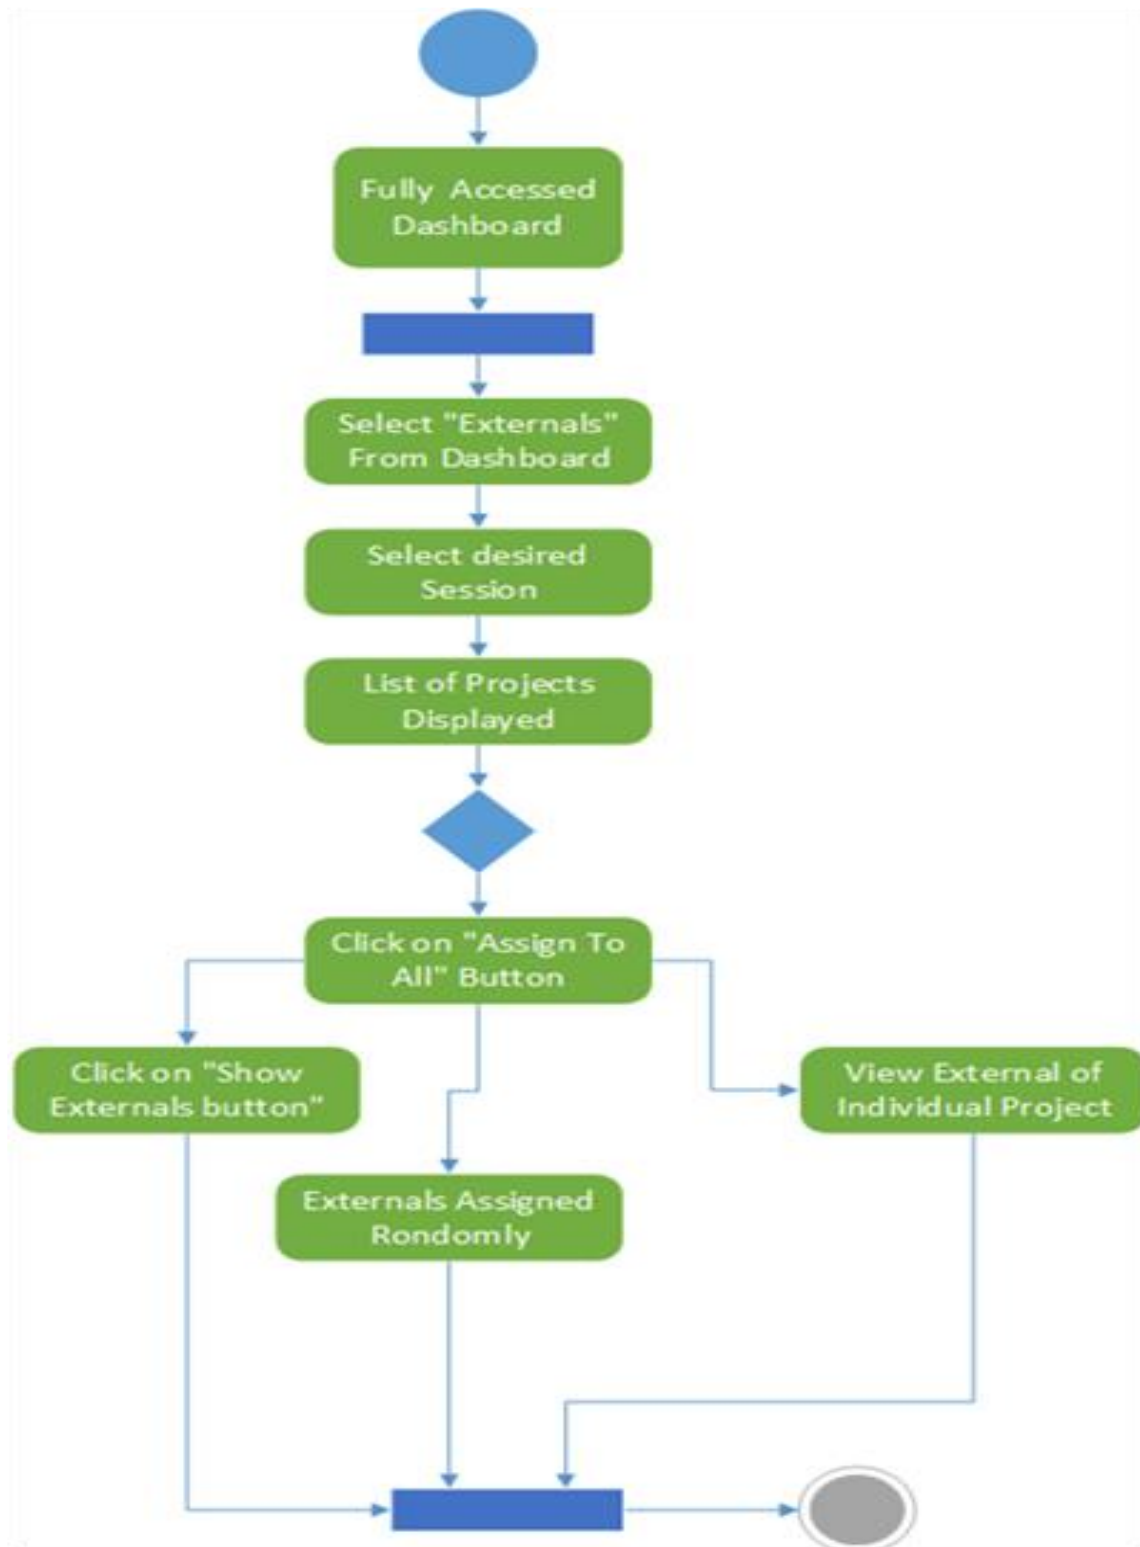 Fully Accessed
Dashboard
Select "Externals"
From Dashboard
Select desired
Session
List of Projects
Displayed
Click on "Assign To
All" Button
Click on "Show
Externals button"
View External of
Individual Project
Externals Assigned
Rondomly